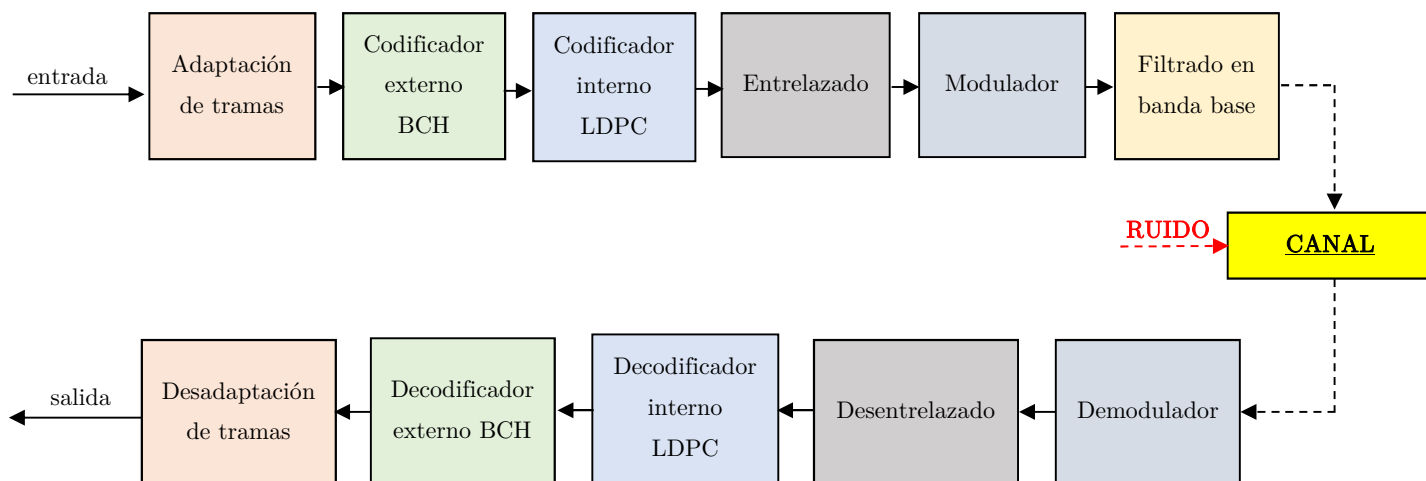 entrada
Adaptación
de tramas
Codificador
externo
BCH
Codificador
interno
LDPC
Entrelazado
Modulador
Filtrado en
banda base
RUIDO
CANAL
salida
Desadaptación
de tramas
Decodificador
externo BCH
Decodificador
interno
LDPC
Desentrelazado
Demodulador